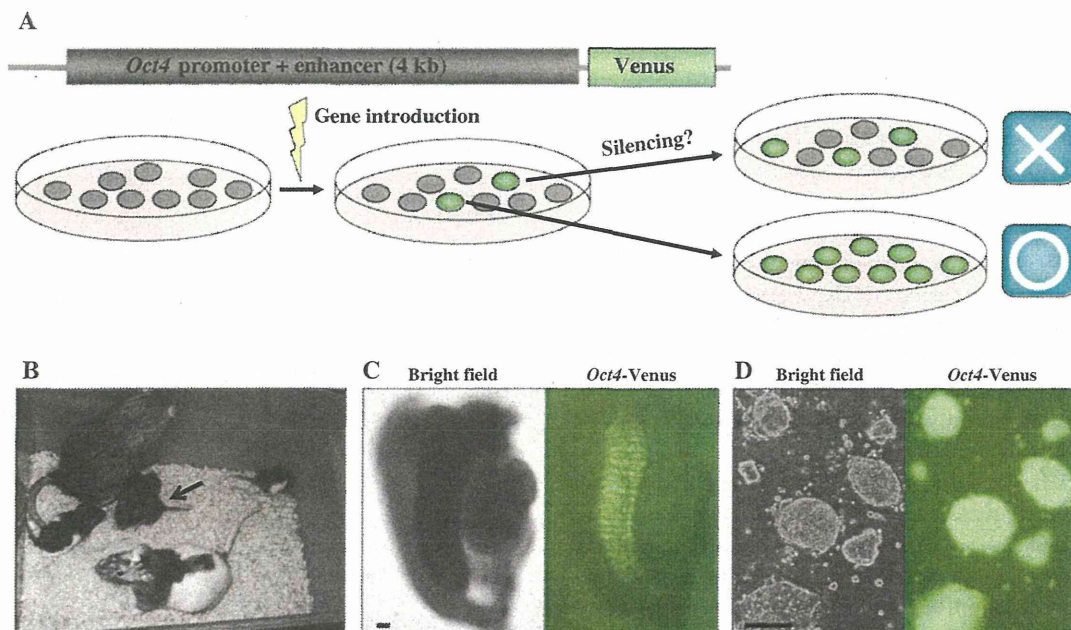 A
Oct4 promoter + enhancer (4 kb)
Venus
Gene introduction
Silencing?
B
C
Bright field
Oct4-Venus
D
Bright field
Oct4-Venus